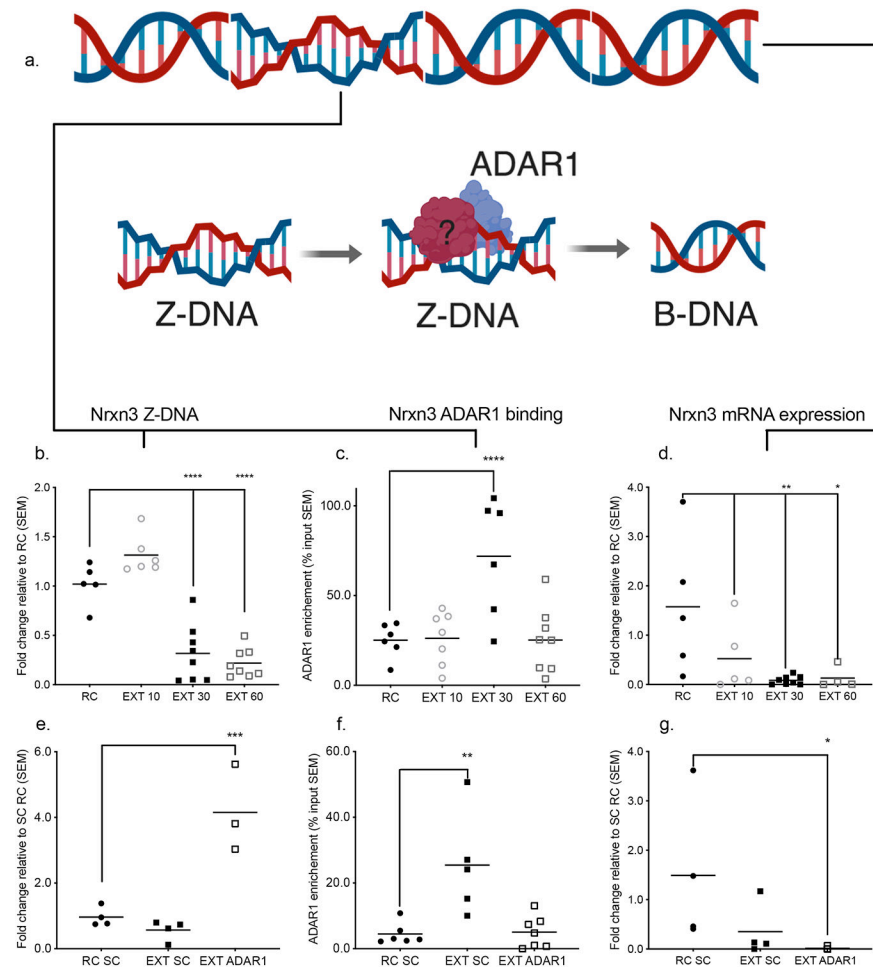 a.
ADAR1
?
Z-DNA
Z-DNA
B-DNA
Nrxn3 Z-DNA
Nrxn3 ADAR1 binding
Nrxn3 mRNA expression
b.
****
****
Fold change relative to RC (SEM)
2.0
1.5
1.0
0.5
0.0
RC
EXT 10
EXT 30
EXT 60
c.
****
ADAR1 enrichement (% input SEM)
100.0
50.0
0.0
RC
EXT 10
EXT 30
EXT 60
d.
**
*
Fold change relative to RC (SEM)
4.0
3.0
2.0
1.0
0.0
RC
EXT 10
EXT 30
EXT 60
e.
***
Fold change relative to SC RC (SEM)
6.0
4.0
2.0
0.0
RC SC
EXT SC
EXT ADAR1
f.
**
ADAR1 enrichement (% input SEM)
60.0
40.0
20.0
0.0
RC SC
EXT SC
EXT ADAR1
g.
*
Fold change relative to SC RC (SEM)
4.0
3.0
2.0
1.0
0.0
RC SC
EXT SC
EXT ADAR1